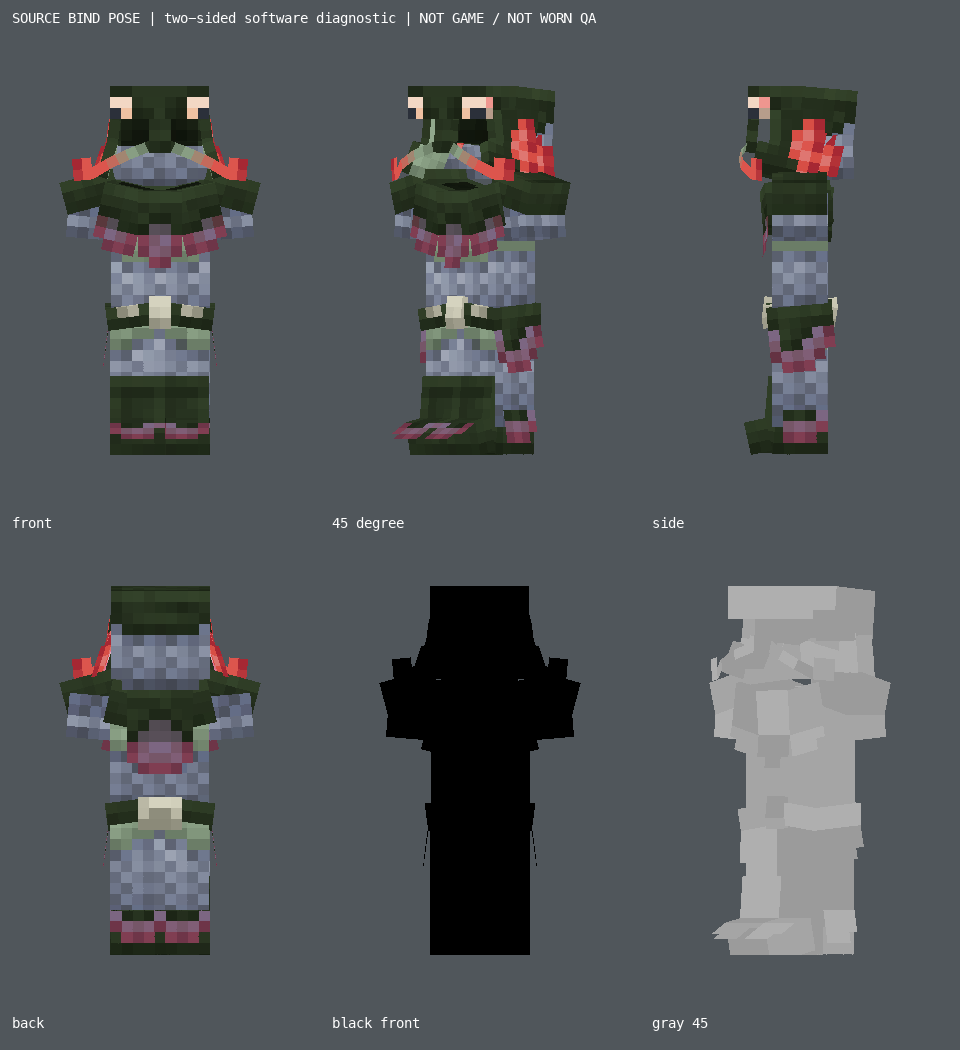 SOURCE BIND POSE | two−sided software diagnostic | NOT GAME / NOT WORN QA
front
45 degree
side
back
black front
gray 45